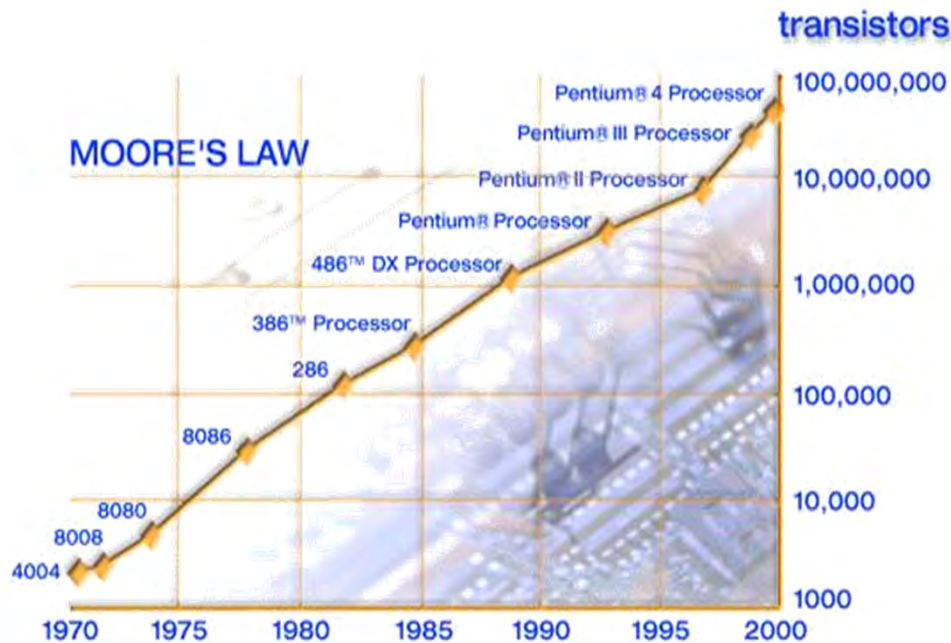 transistors
100,000,000
Pentium® 4 Processor
Pentium® III Processor
MOORE'S LAW
Pentium® II Processor
10,000,000
Pentium® Processor
486™ DX Processor
1,000,000
386™ Processor
286
100,000
8086
8080
10,000
8008
4004
1000
1970 1975 1980 1985 1990 1995 2000